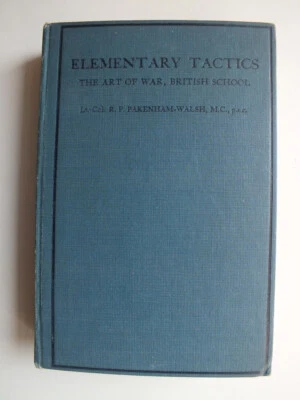 ELEMENTARY TACTICS
THE ART OF WAR, BRITISH SCHOOL
Lt-Col: R. P. PAKENHAM-WALSH, M.C., p.s.c.